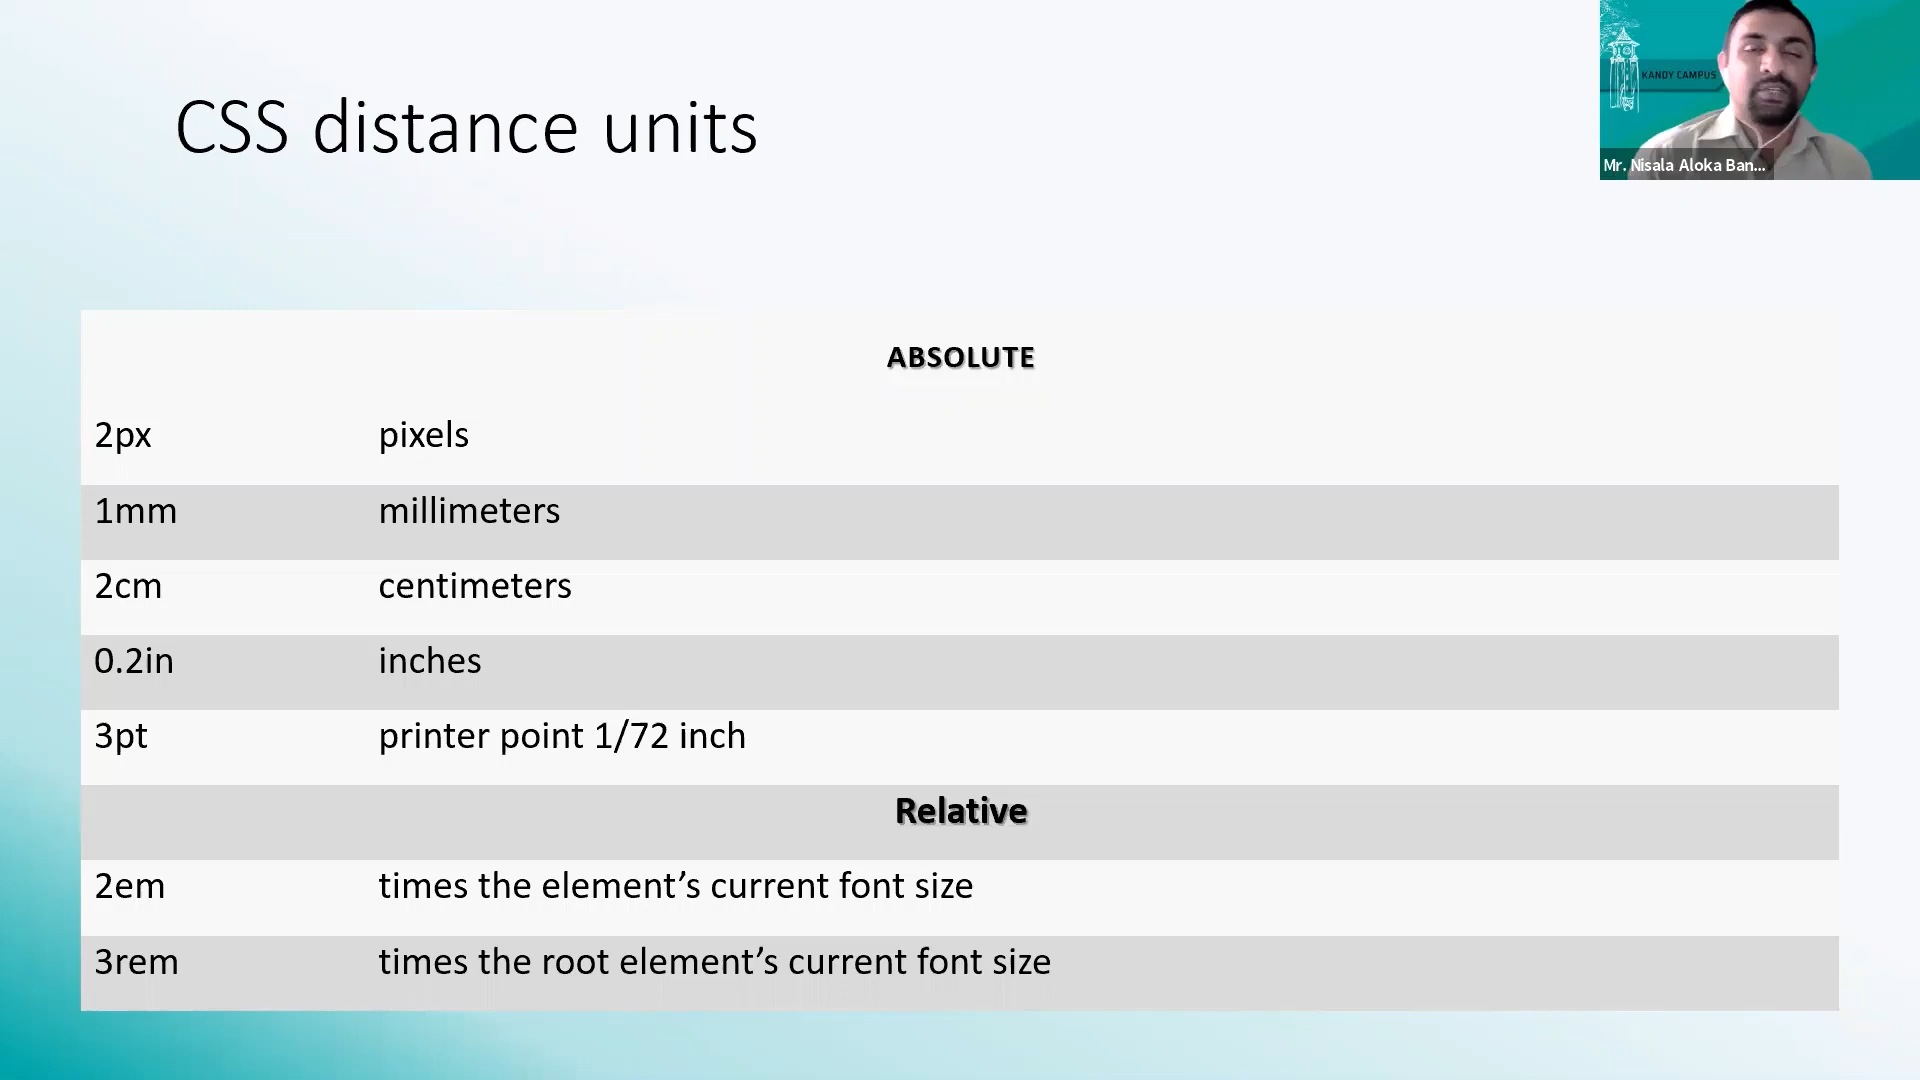 CSS distance units
KANDY CAMPUS
Mr. Nisala Aloka Ban...
ABSOLUTE
2px pixels
1mm millimeters
2cm centimeters
0.2in inches
3pt printer point 1/72 inch
Relative
2em times the element’s current font size
3rem times the root element’s current font size